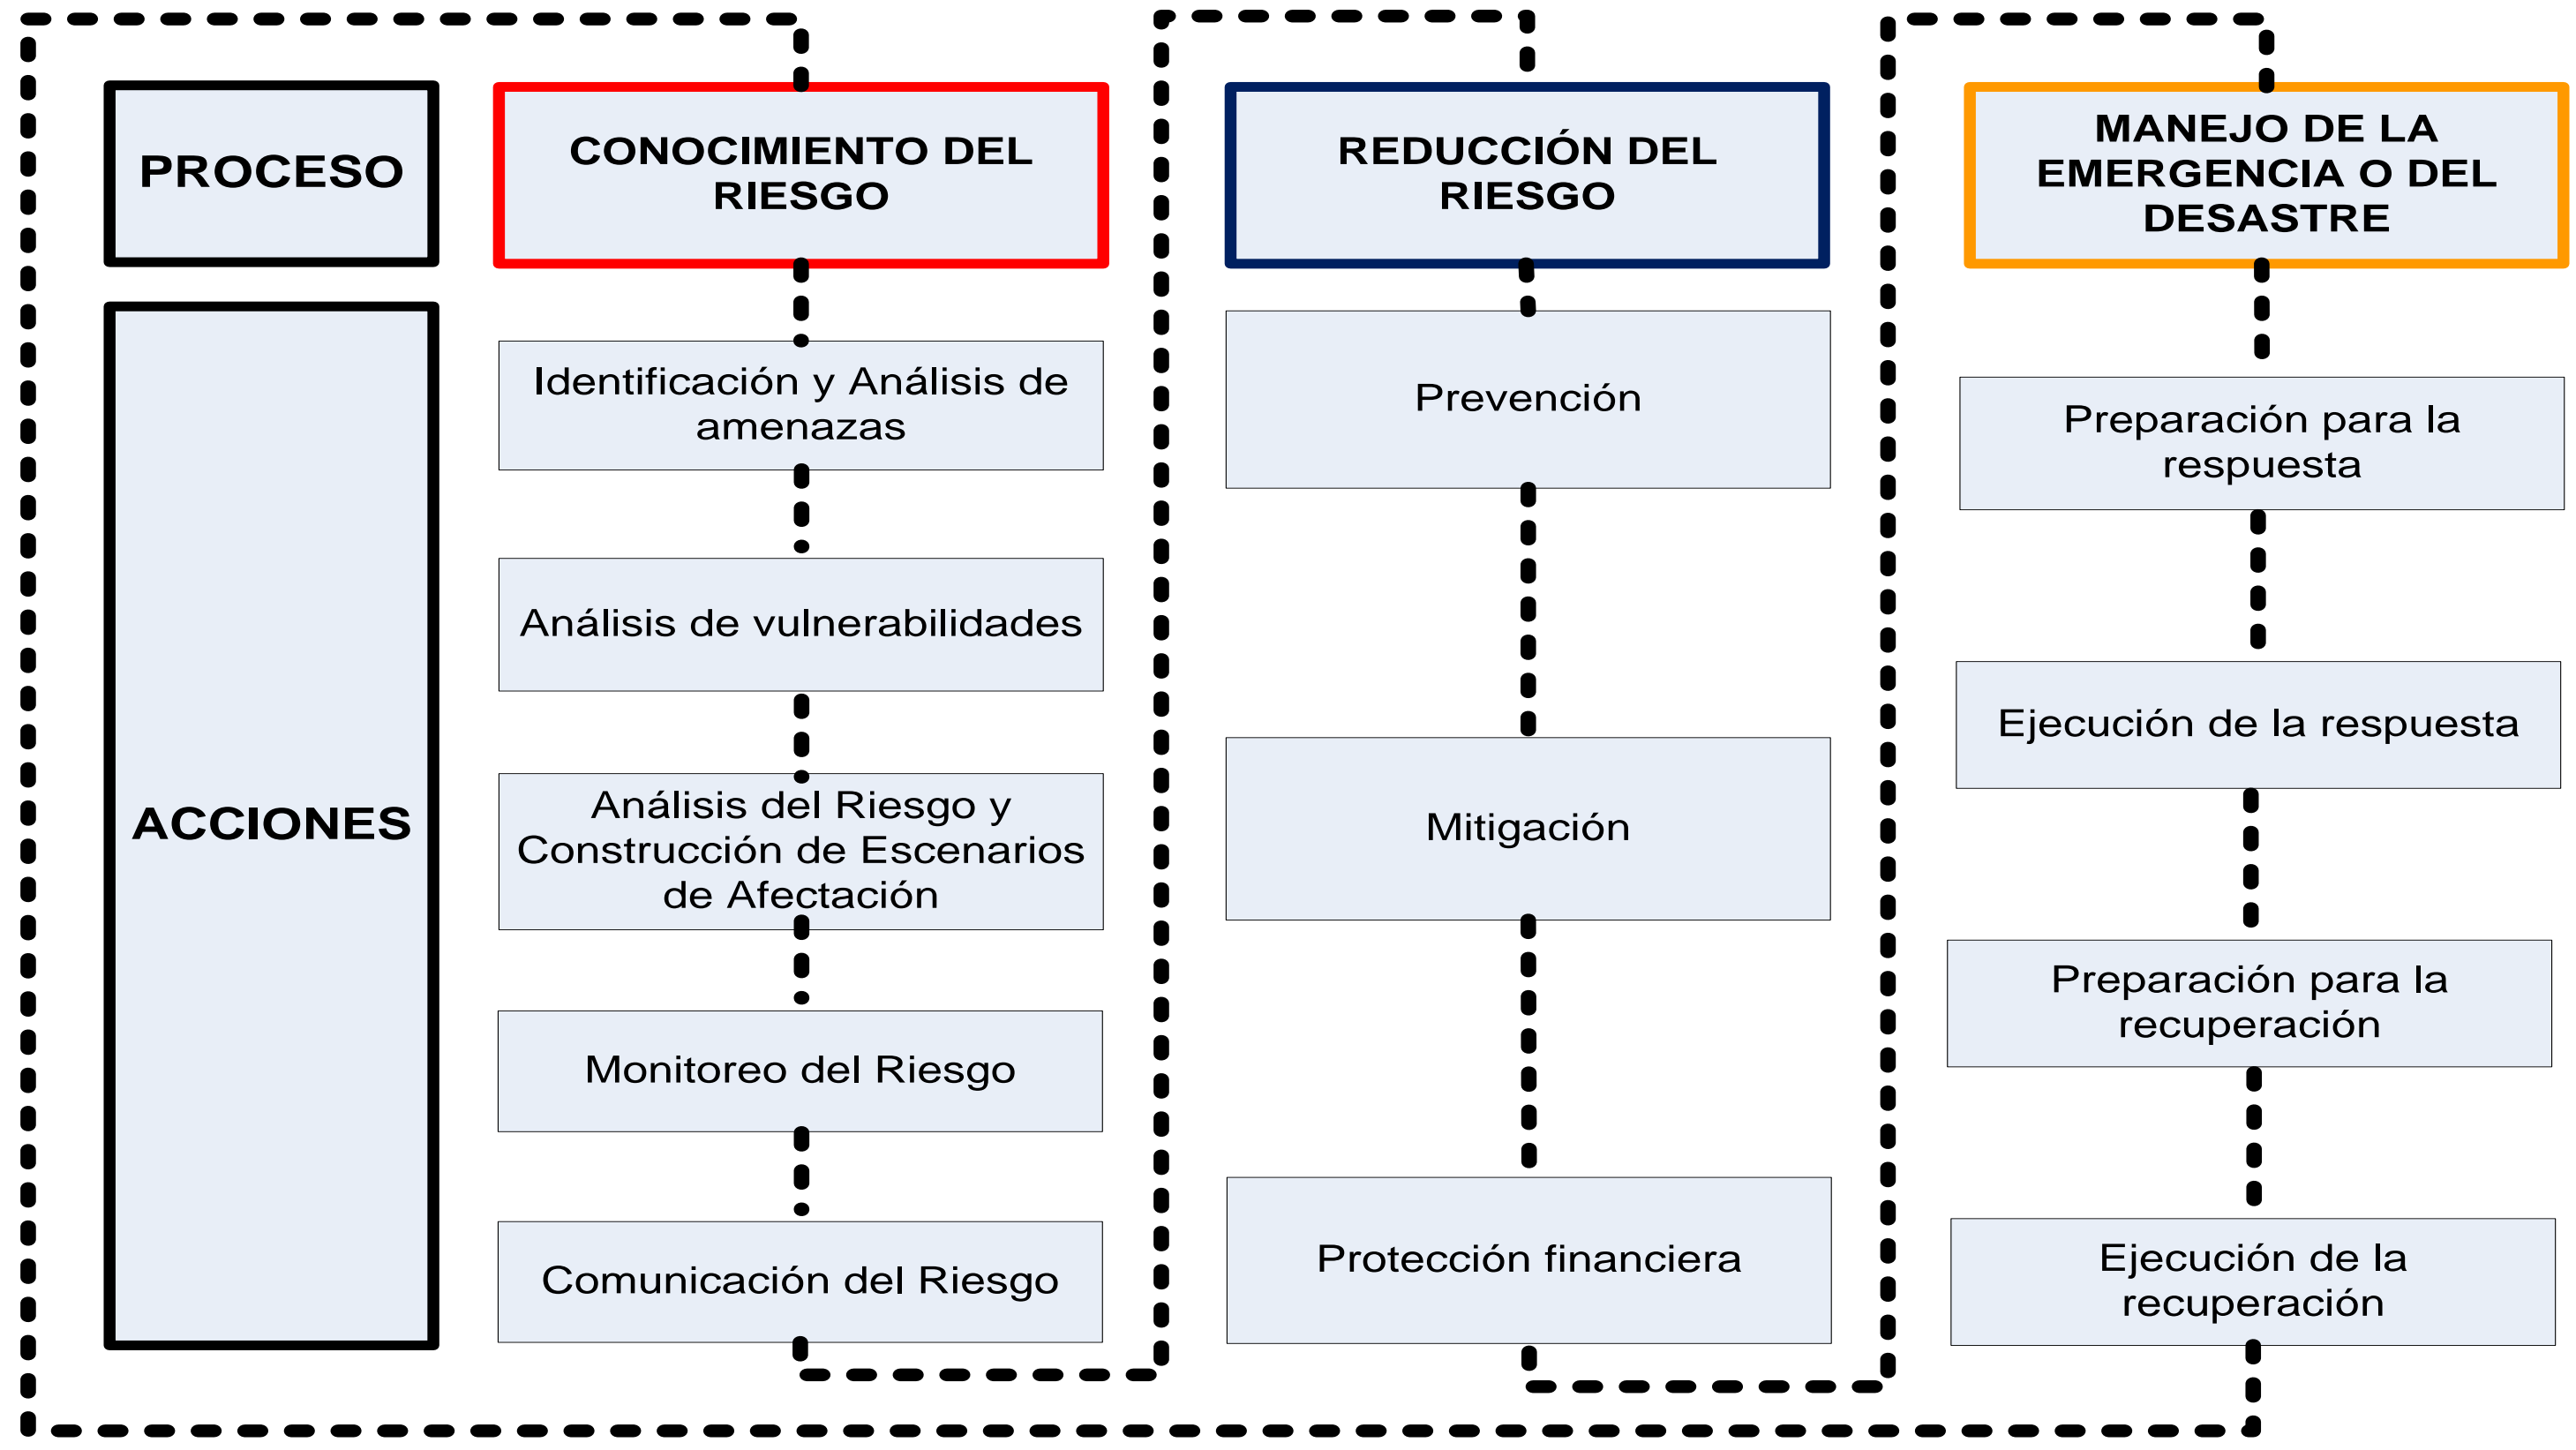 PROCESO
CONOCIMIENTO DEL
RIESGO
REDUCCIÓN DEL
RIESGO
MANEJO DE LA
EMERGENCIA O DEL
DESASTRE
ACCIONES
Identificación y Análisis de
amenazas
Análisis de vulnerabilidades
Análisis del Riesgo y
Construcción de Escenarios
de Afectación
Monitoreo del Riesgo
Comunicación del Riesgo
Prevención
Mitigación
Protección financiera
Preparación para la
respuesta
Ejecución de la respuesta
Preparación para la
recuperación
Ejecución de la
recuperación